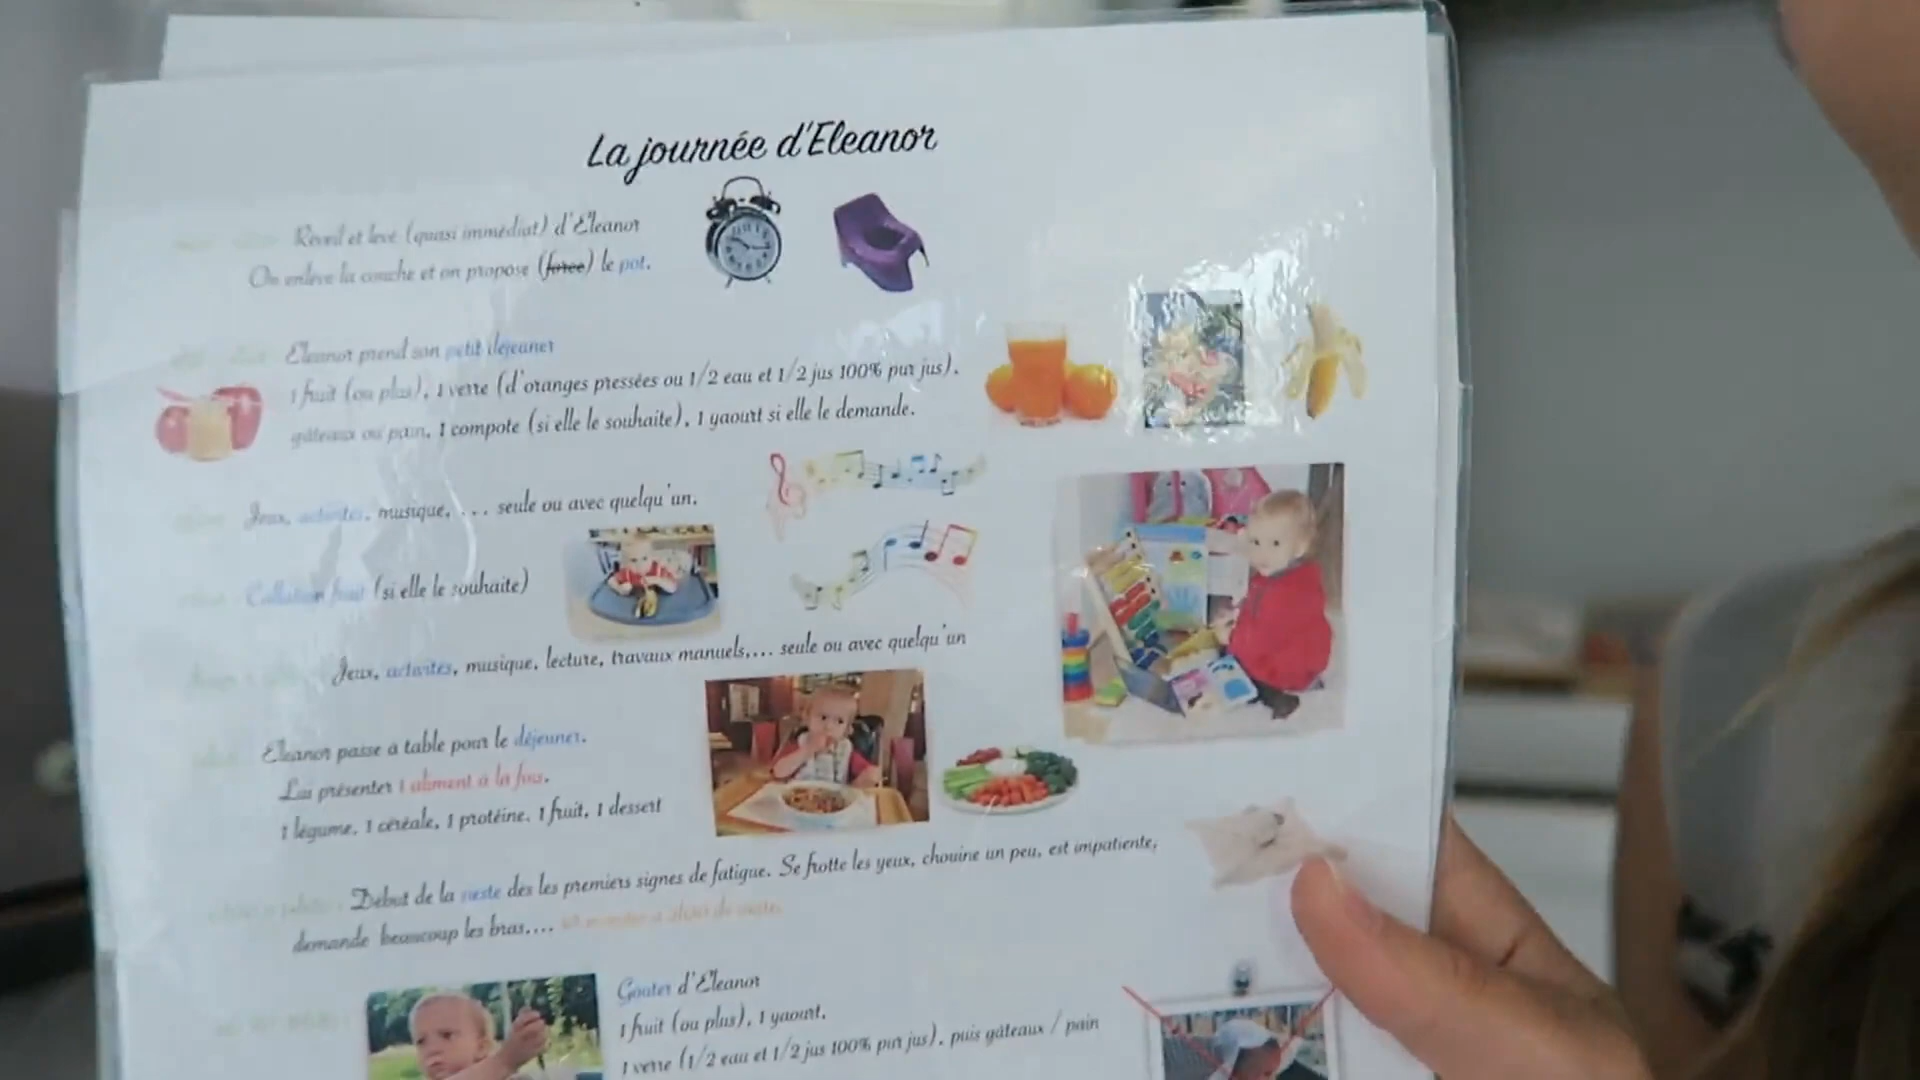 La journée d'Eleanor
Réveil et levé (quasi immédiat) d'Eleanor
On enlève la couche et on propose (force) le pot.
Eleanor prend son petit déjeuner
1 fruit (ou plus), 1 verre (d'oranges pressées ou 1/2 eau et 1/2 jus 100% pur jus),
gâteaux ou pain, 1 compote (si elle le souhaite), 1 yaourt si elle le demande.
Jeux, activités, musique, ... seule ou avec quelqu'un.
Collation fruit (si elle le souhaite)
Jeux, activités, musique, lecture, travaux manuels,... seule ou avec quelqu'un
Eleanor passe à table pour le déjeuner.
Lui présenter 1 aliment à la fois.
1 légume, 1 céréale, 1 protéine, 1 fruit, 1 dessert
Début de la sieste dès les premiers signes de fatigue. Se frotte les yeux, chouine un peu, est impatiente,
demande beaucoup les bras....
Gouter d'Eleanor
1 fruit (ou plus), 1 yaourt,
1 verre (1/2 eau et 1/2 jus 100% pur jus), puis gâteaux / pain